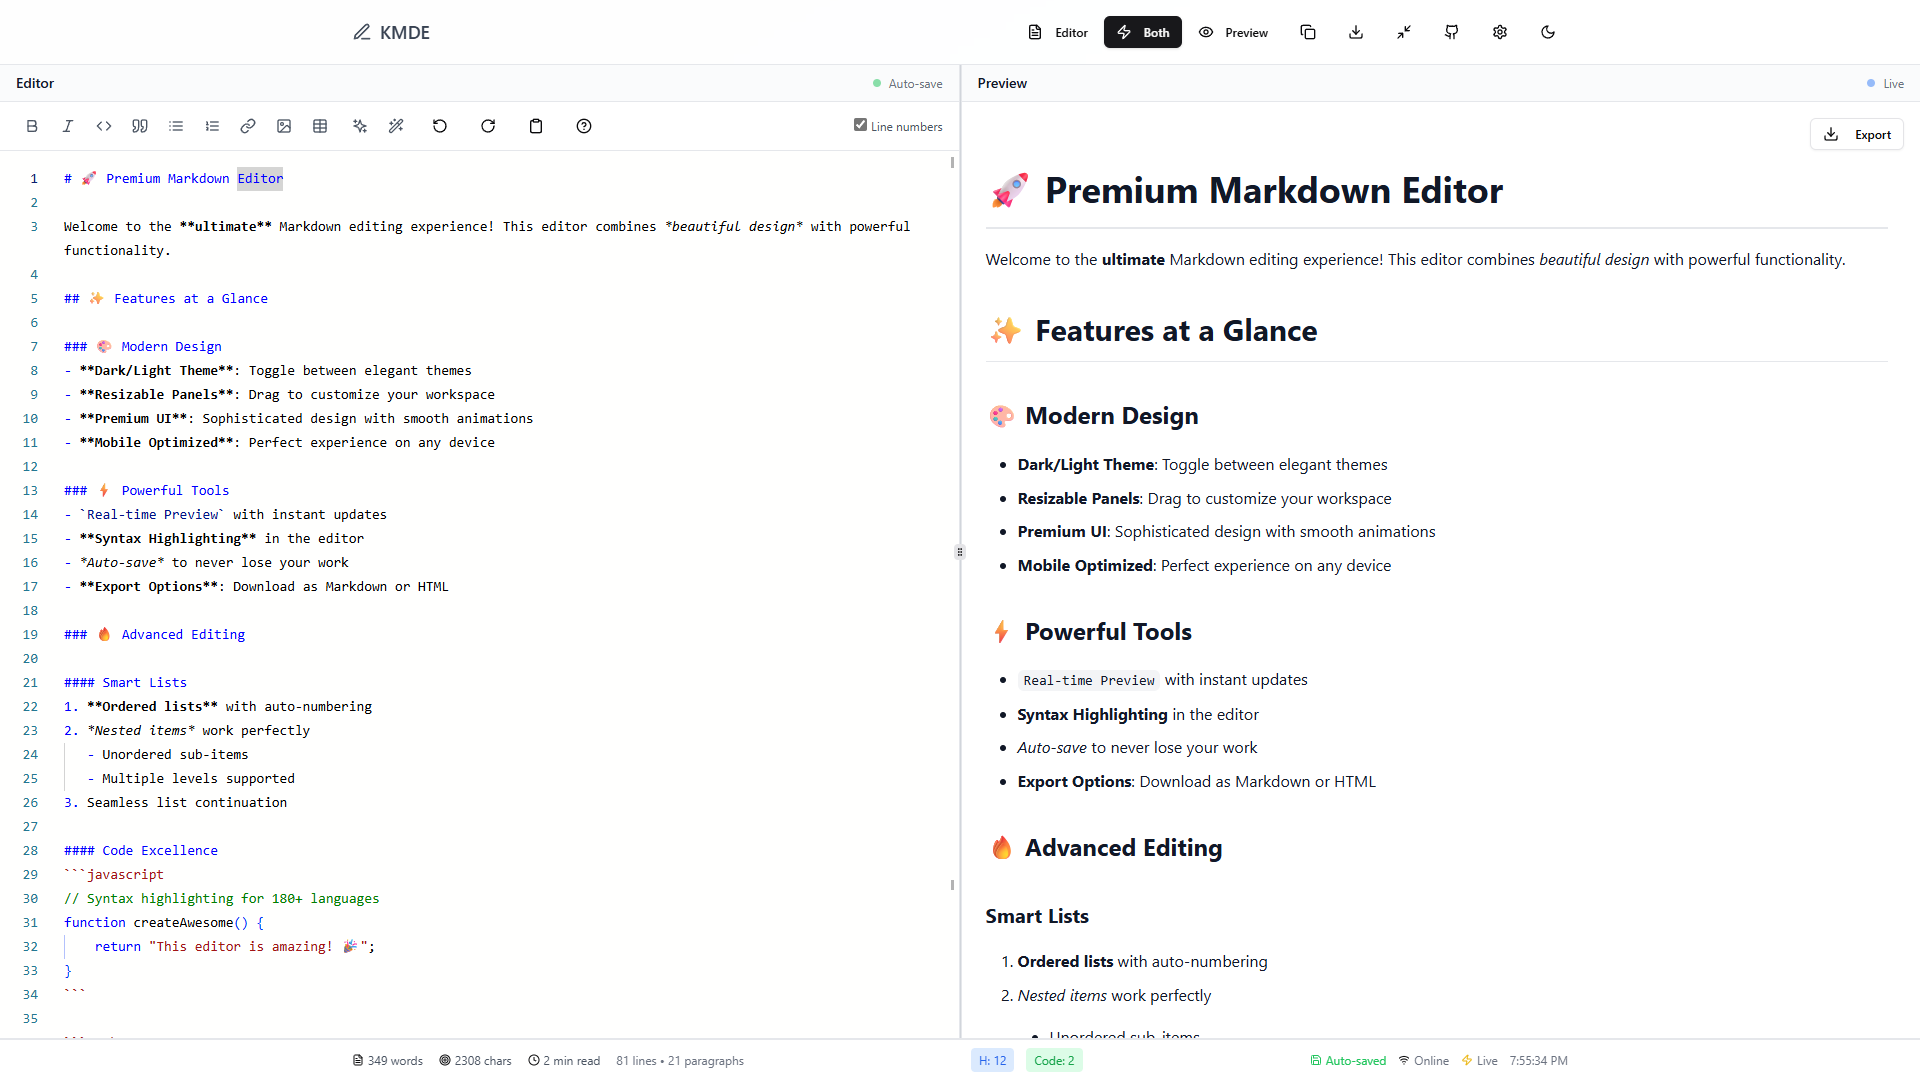 KMDE
Editor
Both
Preview
Editor
Auto-save
Line numbers
1 # 🚀 Premium Markdown Editor
2
3 Welcome to the **ultimate** Markdown editing experience! This editor combines *beautiful design* with powerful
functionality.
4
5 ## ✨ Features at a Glance
6
7 ### 🎨 Modern Design
8 - **Dark/Light Theme**: Toggle between elegant themes
9 - **Resizable Panels**: Drag to customize your workspace
10 - **Premium UI**: Sophisticated design with smooth animations
11 - **Mobile Optimized**: Perfect experience on any device
12
13 ### ⚡ Powerful Tools
14 - `Real-time Preview` with instant updates
15 - **Syntax Highlighting** in the editor
16 - *Auto-save* to never lose your work
17 - **Export Options**: Download as Markdown or HTML
18
19 ### 🔥 Advanced Editing
20
21 #### Smart Lists
22 1. **Ordered lists** with auto-numbering
23 2. *Nested items* work perfectly
24    - Unordered sub-items
25    - Multiple levels supported
26 3. Seamless list continuation
27
28 #### Code Excellence
29 ```javascript
30 // Syntax highlighting for 180+ languages
31 function createAwesome() {
32     return "This editor is amazing! 🎉";
33 }
34 ```
35
Preview
Live
Export
🚀 Premium Markdown Editor
Welcome to the ultimate Markdown editing experience! This editor combines beautiful design with powerful functionality.
✨ Features at a Glance
🎨 Modern Design
• Dark/Light Theme: Toggle between elegant themes
• Resizable Panels: Drag to customize your workspace
• Premium UI: Sophisticated design with smooth animations
• Mobile Optimized: Perfect experience on any device
⚡ Powerful Tools
• Real-time Preview with instant updates
• Syntax Highlighting in the editor
• Auto-save to never lose your work
• Export Options: Download as Markdown or HTML
🔥 Advanced Editing
Smart Lists
1. Ordered lists with auto-numbering
2. Nested items work perfectly
• Unordered sub-items
349 words
2308 chars
2 min read
81 lines • 21 paragraphs
H: 12
Code: 2
Auto-saved
Online
Live
7:55:34 PM